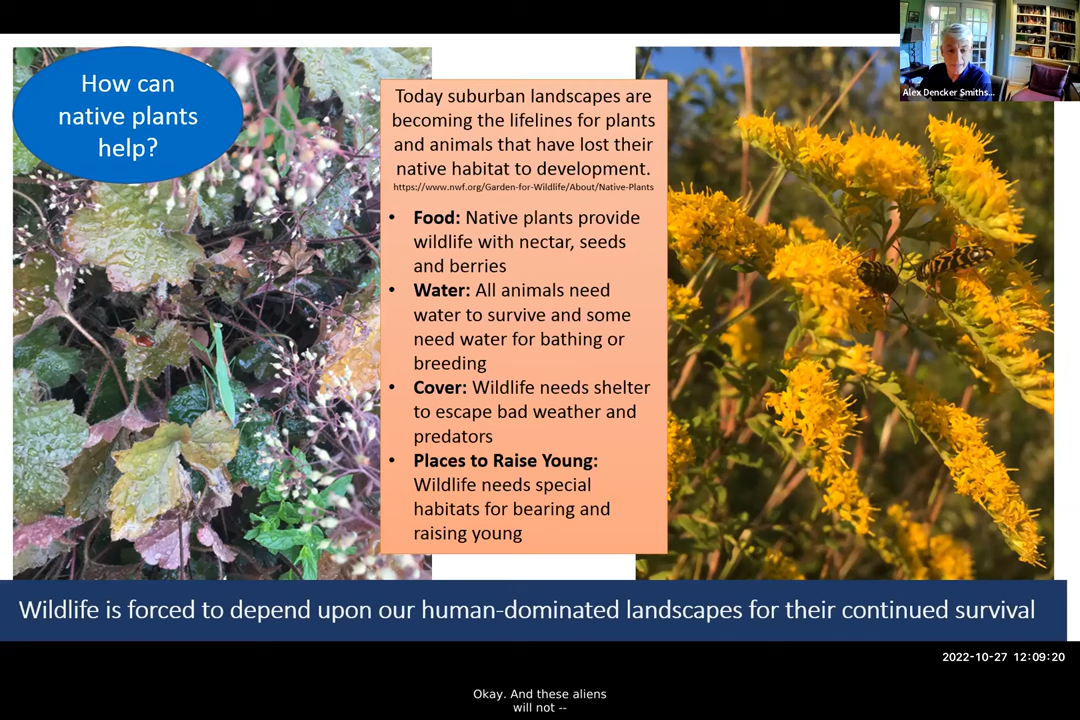 How can
native plants
help?
Today suburban landscapes are
becoming the lifelines for plants
and animals that have lost their
native habitat to development.
https://www.nwf.org/Garden-for-Wildlife/About/Native-Plants
• Food: Native plants provide
wildlife with nectar, seeds
and berries
• Water: All animals need
water to survive and some
need water for bathing or
breeding
• Cover: Wildlife needs shelter
to escape bad weather and
predators
• Places to Raise Young:
Wildlife needs special
habitats for bearing and
raising young
Alex Dencker Smiths...
Wildlife is forced to depend upon our human-dominated landscapes for their continued survival
2022-10-27 12:09:20
Okay. And these aliens
will not --